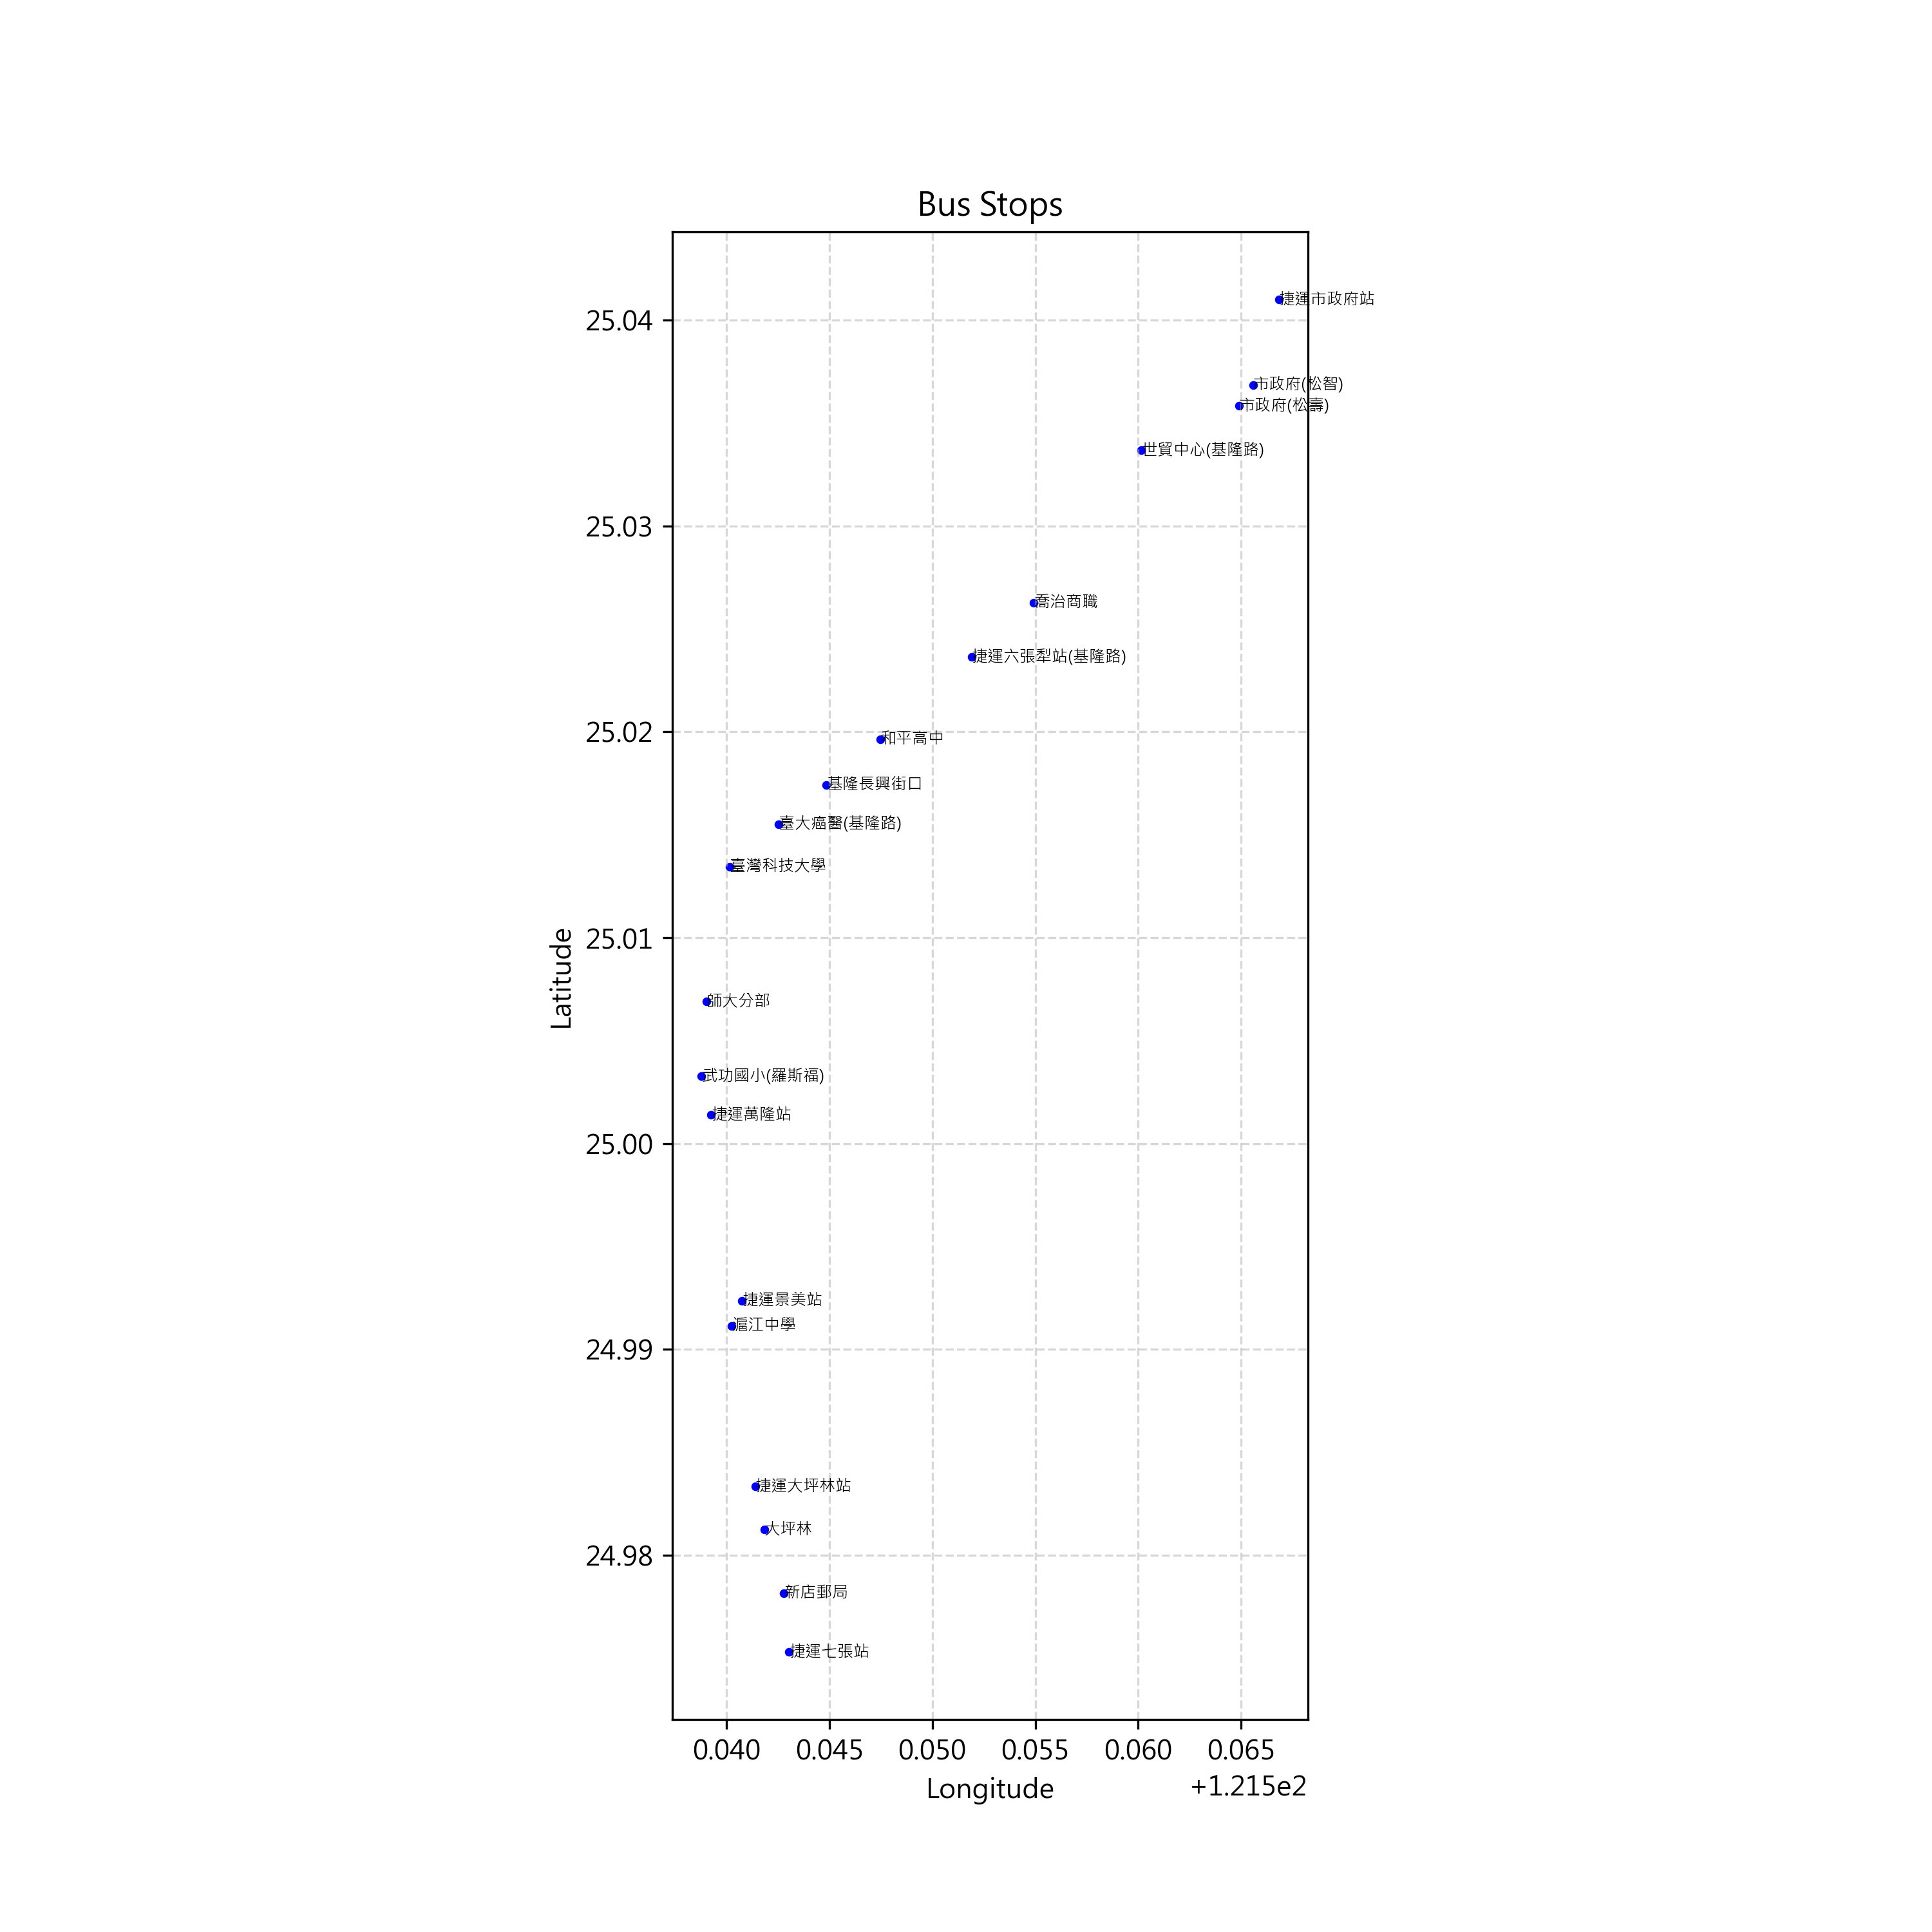 Bus Stops
捷運市政府站
25.04
市政府(松智)
市政府(松壽)
世貿中心(基隆路)
25.03
喬治商職
捷運六張犁站(基隆路)
25.02
和平高中
基隆長興街口
臺大癌醫(基隆路)
臺灣科技大學
25.01
Latitude
師大分部
武功國小(羅斯福)
捷運萬隆站
25.00
捷運景美站
滬江中學
24.99
捷運大坪林站
大坪林
24.98
新店郵局
捷運七張站
0.040 0.045 0.050 0.055 0.060 0.065
Longitude
+1.215e2